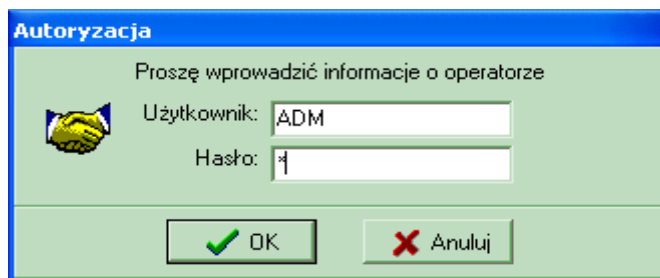 Autoryzacja
Proszę wprowadzić informacje o operatorze
Użytkownik: ADM
Hasło: *
OK Anuluj